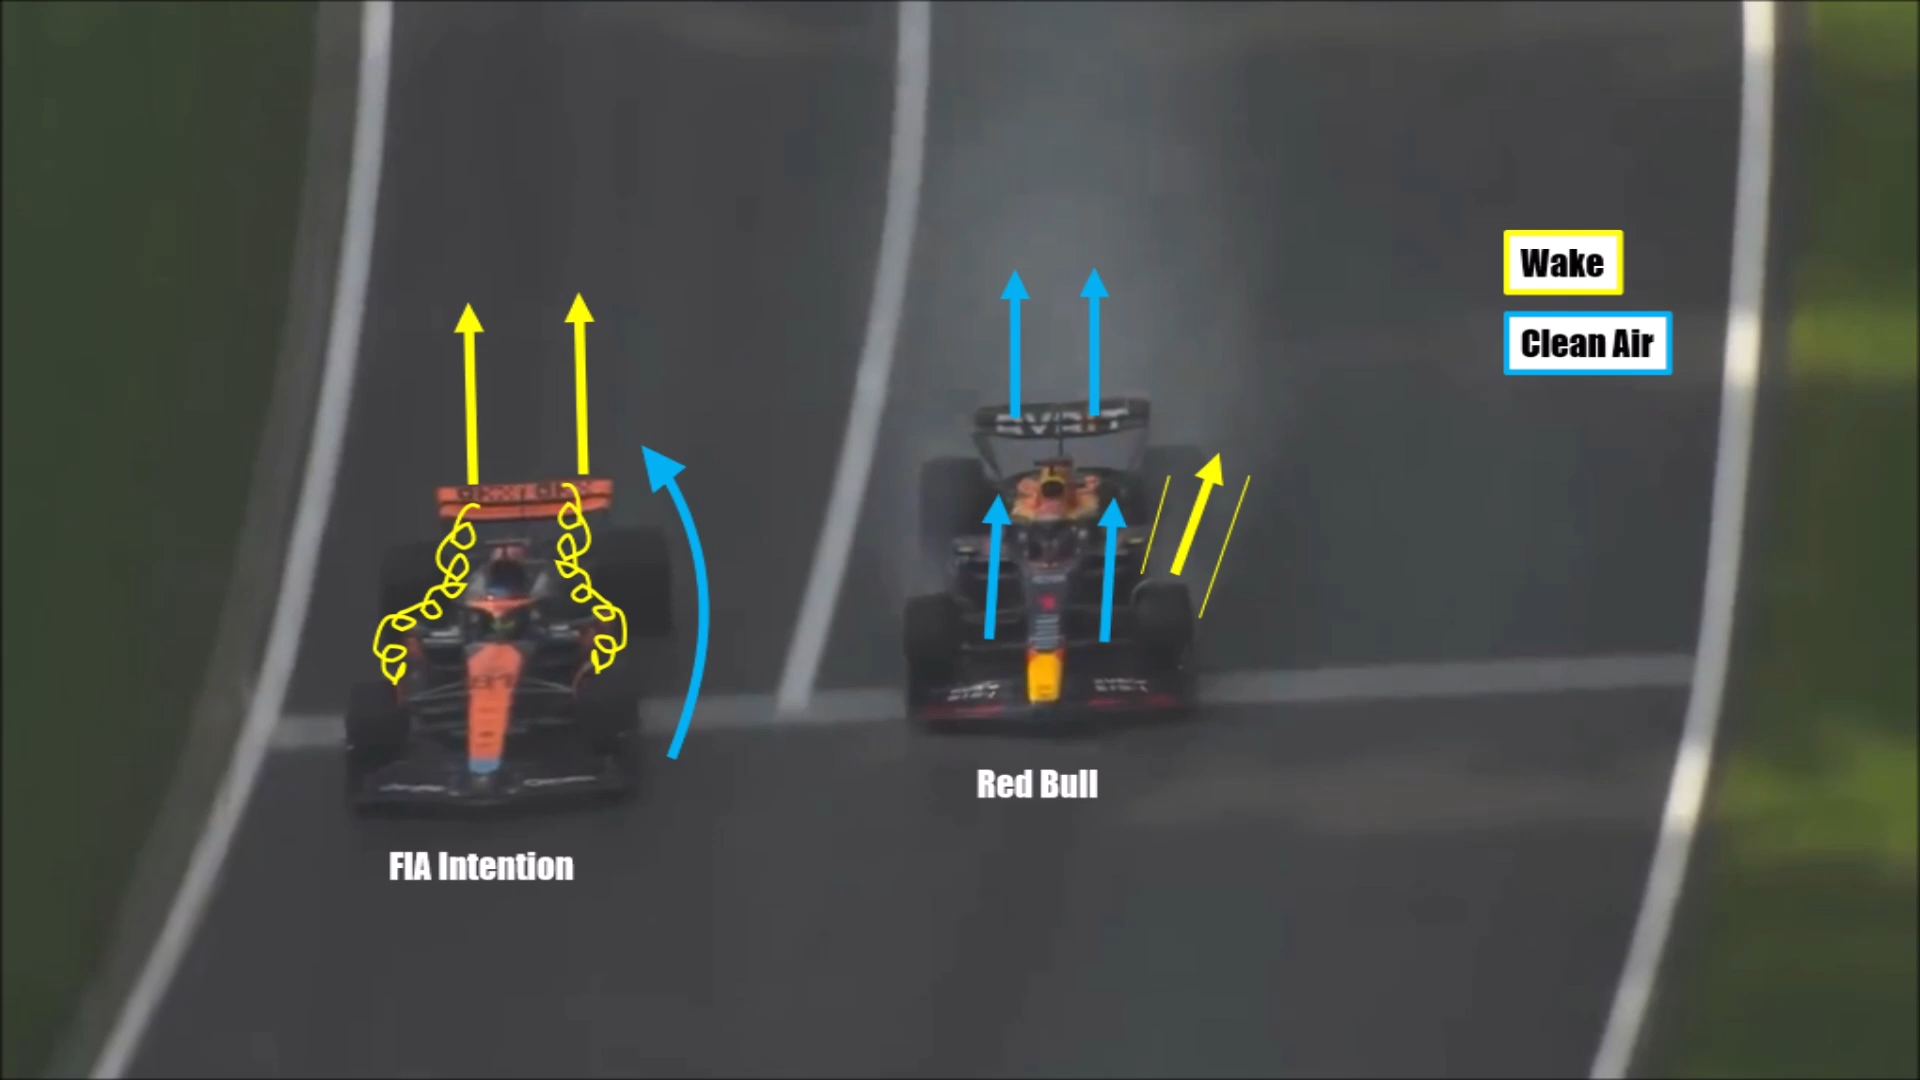 Wake
Clean Air
Red Bull
FIA Intention